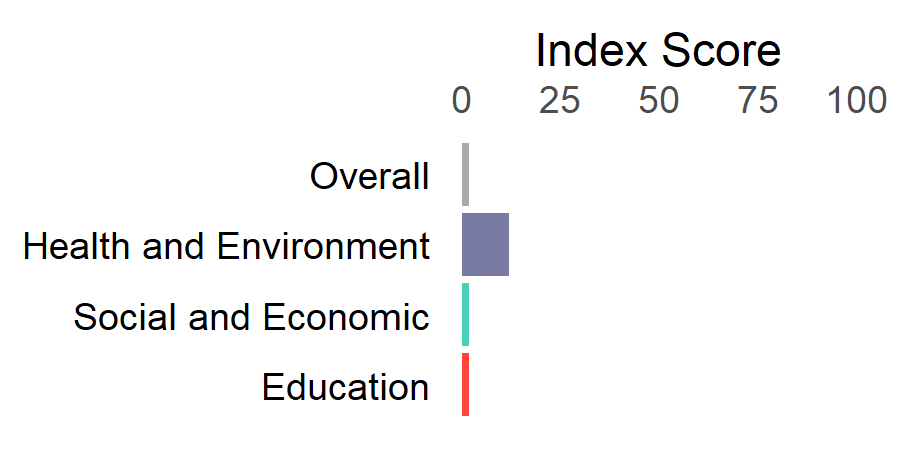 Index Score
0 25 50 75 100
Overall
Health and Environment
Social and Economic
Education